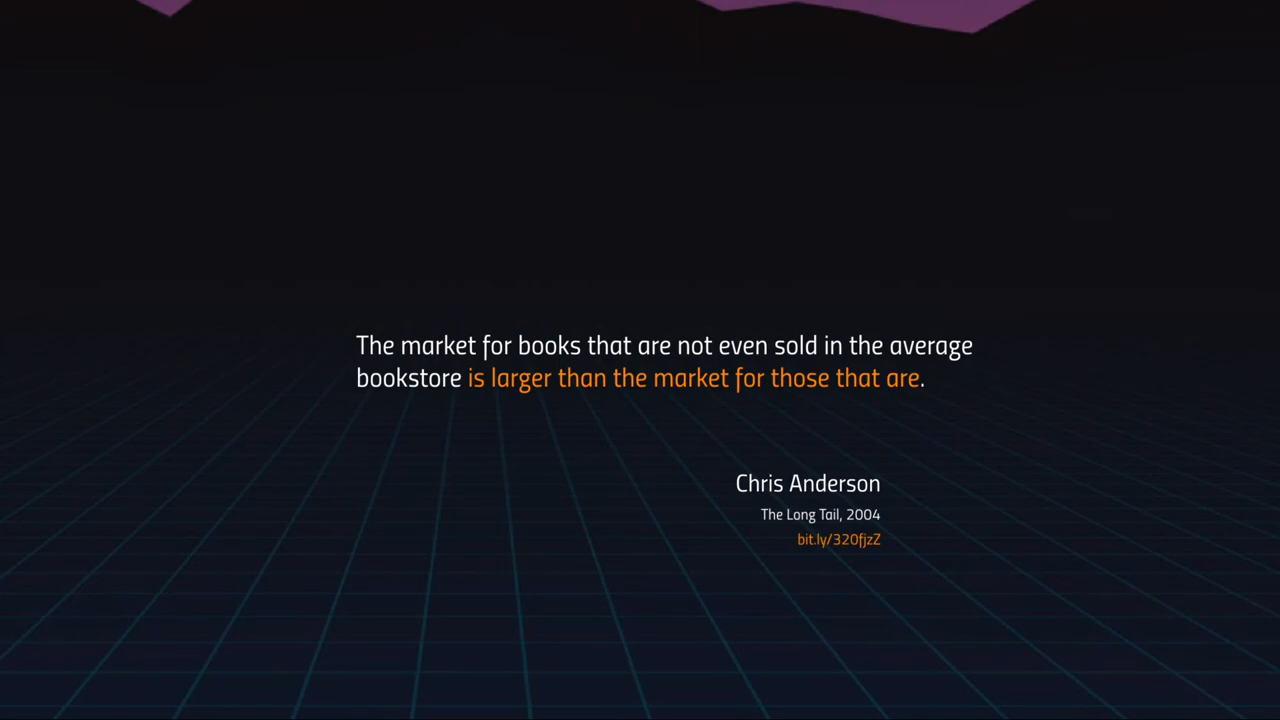 The market for books that are not even sold in the average
bookstore is larger than the market for those that are.
Chris Anderson
The Long Tail, 2004
bit.ly/320fjzZ